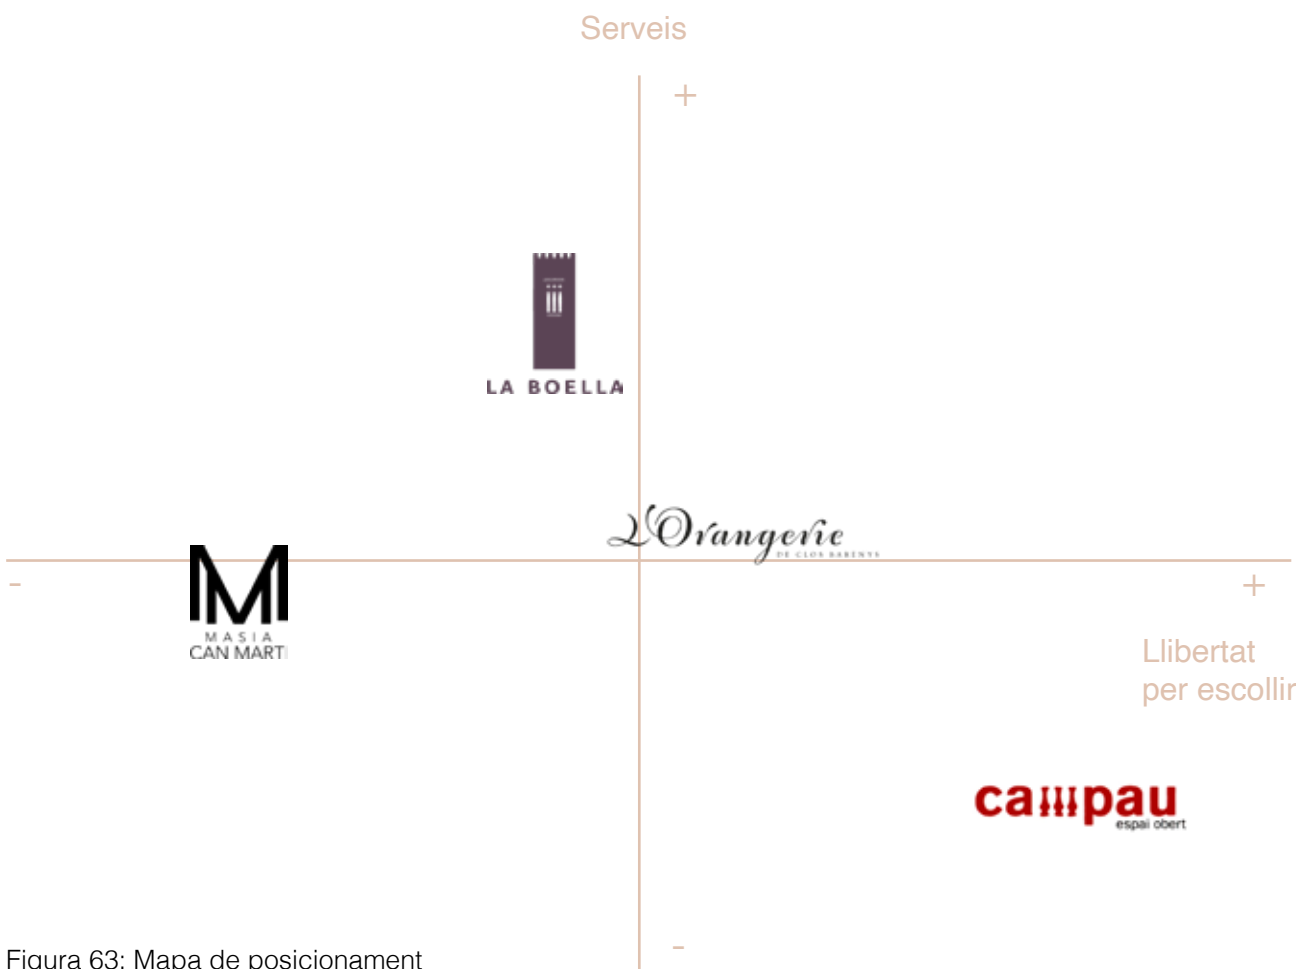 Serveis
+
LA BOELLA
L'Orangerie
DE CLOS BARENYS
-
+
MASIA
CAN MARTI
Llibertat
per escollir
campau
espai obert
-
Figura 63: Mapa de posicionament